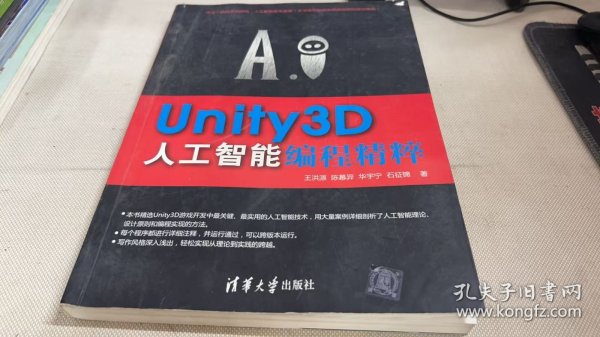 A.
Unity3D
人工智能编程精粹
王洪源 陈慕羿 华宇宁 石征锦 著
• 本书精选Unity3D游戏开发中最关键、最实用的人工智能技术，用大量案例详细剖析了人工智能理论、
设计原则和编程实现的方法。
• 每个程序都进行详细注释，并运行通过，可以跨版本运行。
• 写作风格深入浅出，轻松实现从理论到实践的跨越。
清华大学出版社
孔夫子旧书网
www.kongfz.com